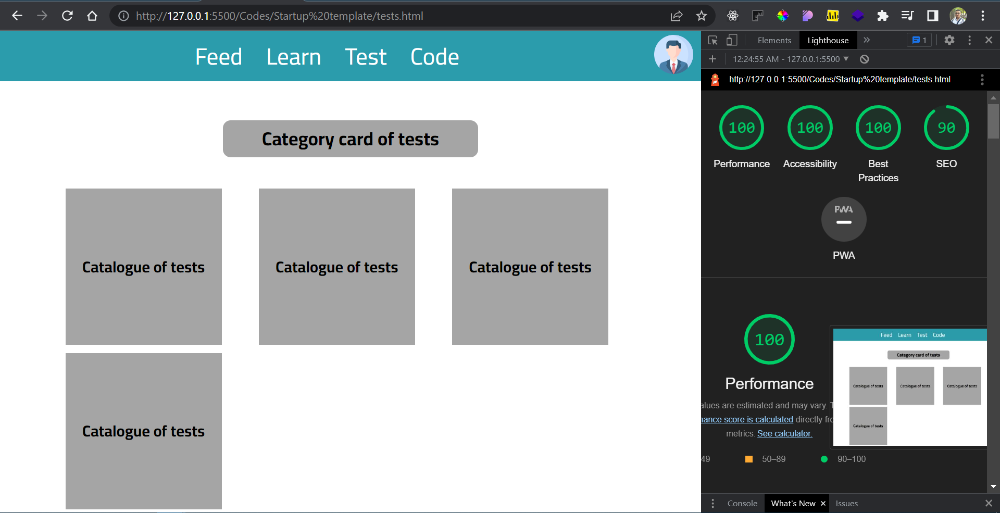 http://127.0.0.1:5500/Codes/Startup%20template/tests.html
Feed Learn Test Code
Category card of tests
Catalogue of tests Catalogue of tests Catalogue of tests
Catalogue of tests
Elements Lighthouse 1
12:24:55 AM - 127.0.0.1:5500
http://127.0.0.1:5500/Codes/Startup%20template/tests.html
100 100 100 90
Performance Accessibility Best Practices SEO
PWA
PWA
100
Performance
alues are estimated and may vary. T
nance score is calculated directly fro
metrics. See calculator.
Feed Learn Test Code
Category card of tests
Catalogue of tests Catalogue of tests Catalogue of tests
Catalogue of tests
49 50–89 90–100
Console What's New Issues